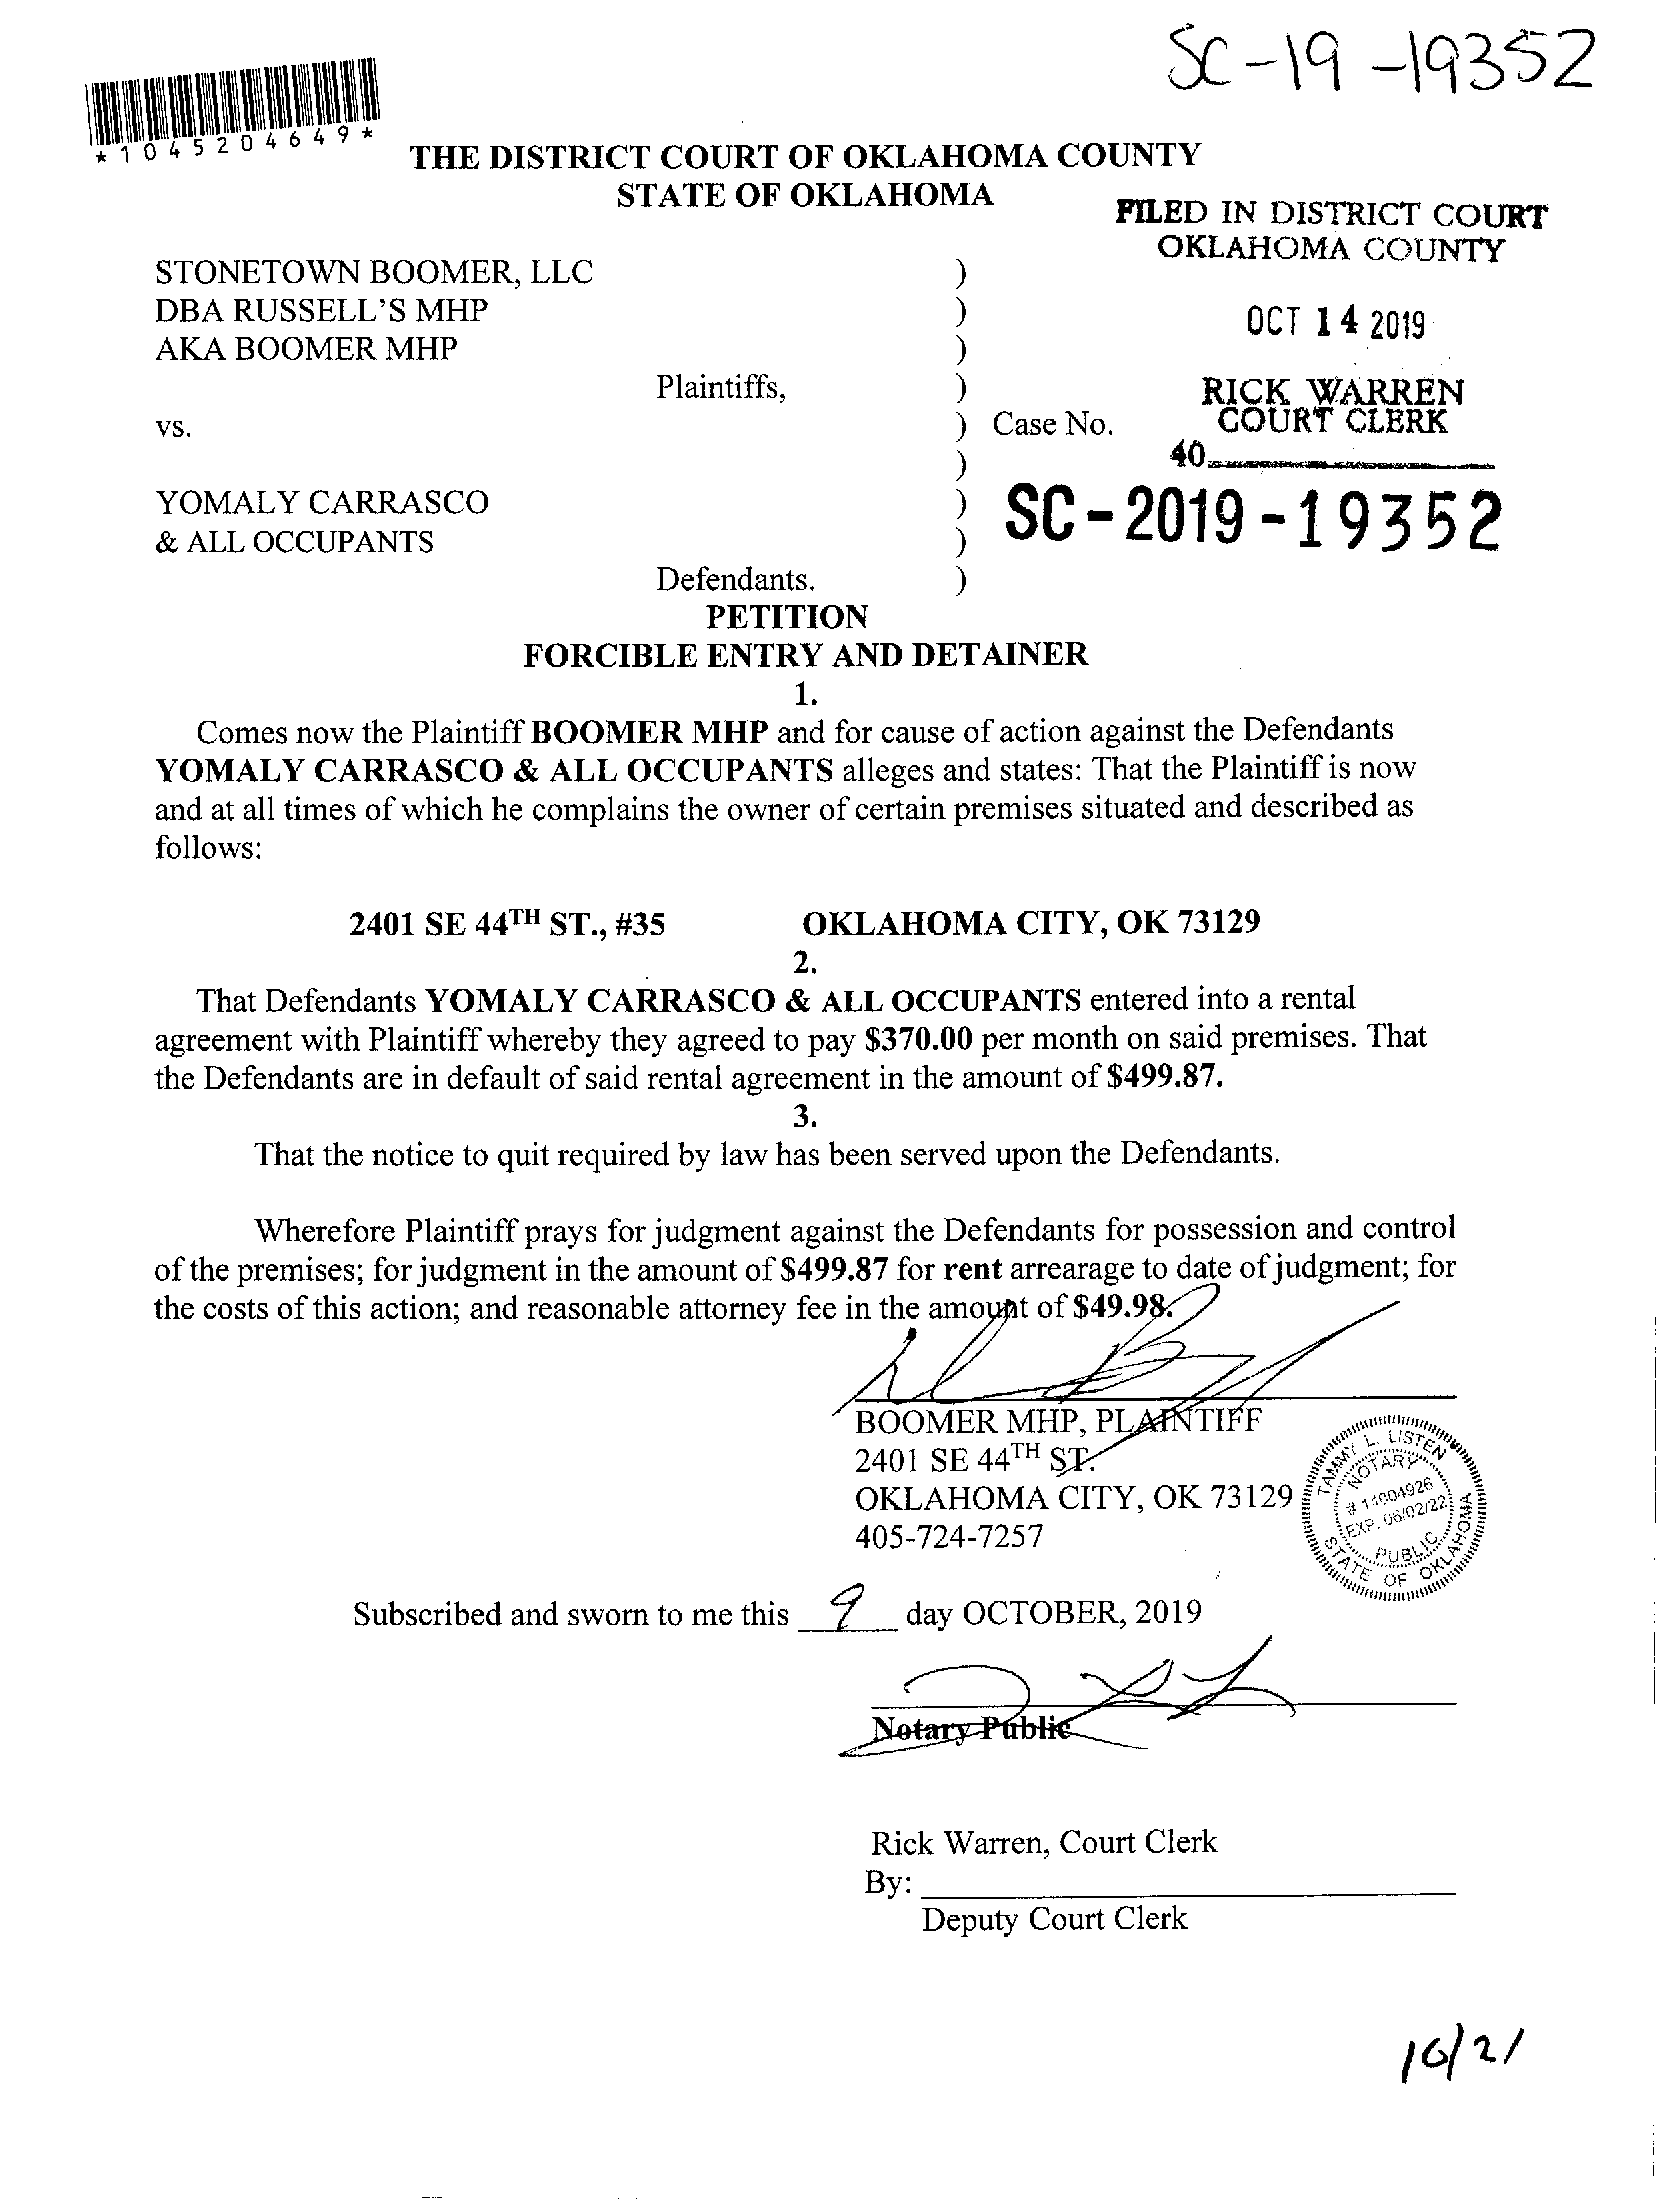 SC-19-19352
*1045204649*
THE DISTRICT COURT OF OKLAHOMA COUNTY
STATE OF OKLAHOMA
FILED IN DISTRICT COURT
OKLAHOMA COUNTY
STONETOWN BOOMER, LLC )
DBA RUSSELL'S MHP )
OCT 14 2019
AKA BOOMER MHP )
Plaintiffs, )
RICK WARREN
COURT CLERK
vs. ) Case No.
) 40
YOMALY CARRASCO )
SC-2019-19352
& ALL OCCUPANTS )
Defendants. )
PETITION
FORCIBLE ENTRY AND DETAINER
1.
Comes now the Plaintiff BOOMER MHP and for cause of action against the Defendants
YOMALY CARRASCO & ALL OCCUPANTS alleges and states: That the Plaintiff is now
and at all times of which he complains the owner of certain premises situated and described as
follows:
2401 SE 44TH ST., #35 OKLAHOMA CITY, OK 73129
2.
That Defendants YOMALY CARRASCO & ALL OCCUPANTS entered into a rental
agreement with Plaintiff whereby they agreed to pay $370.00 per month on said premises. That
the Defendants are in default of said rental agreement in the amount of $499.87.
3.
That the notice to quit required by law has been served upon the Defendants.
Wherefore Plaintiff prays for judgment against the Defendants for possession and control
of the premises; for judgment in the amount of $499.87 for rent arrearage to date of judgment; for
the costs of this action; and reasonable attorney fee in the amount of $49.98.
BOOMER MHP, PLAINTIFF
2401 SE 44TH ST.
OKLAHOMA CITY, OK 73129
405-724-7257
TAMMY L. LISTEN
NOTARY
# 14004926
EXP. 06/02/22
PUBLIC
STATE OF OKLAHOMA
Subscribed and sworn to me this 9 day OCTOBER, 2019
Notary Public
Rick Warren, Court Clerk
By:
Deputy Court Clerk
10/21